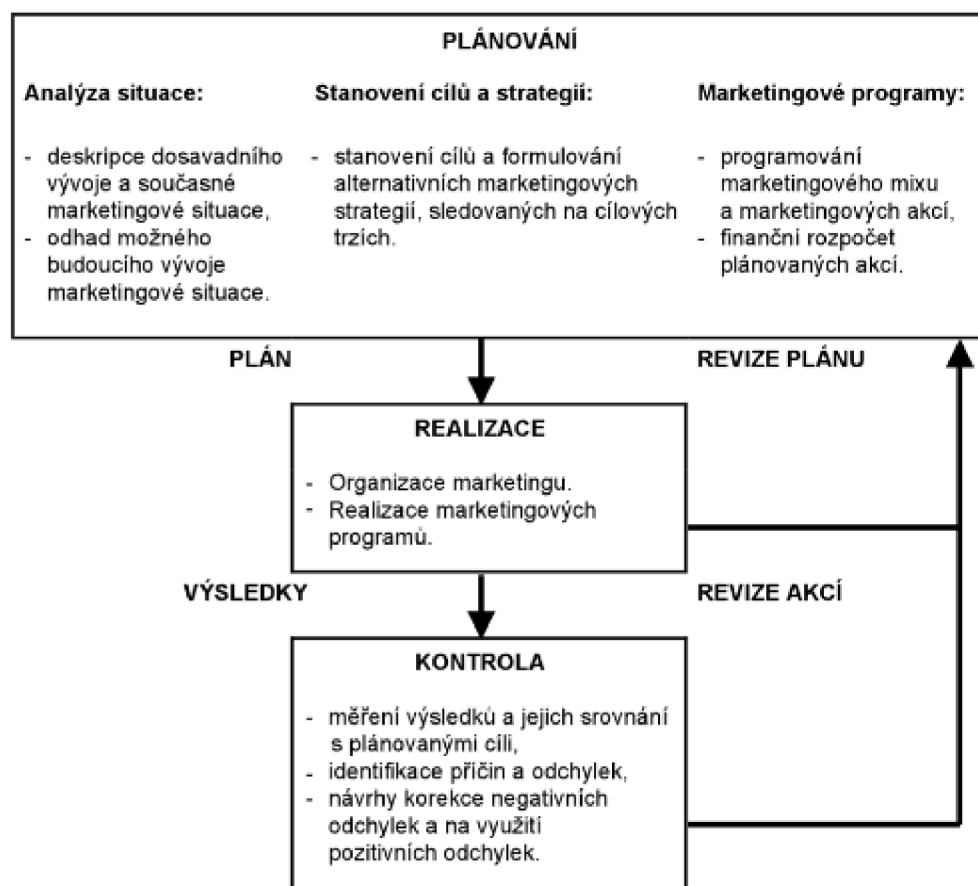 PLÁNOVÁNÍ
Analýza situace:
- deskripce dosavadního
vývoje a současné
marketingové situace,
- odhad možného
budoucího vývoje
marketingové situace.
Stanovení cílů a strategií:
- stanovení cílů a formulování
alternativních marketingových
strategií, sledovaných na cílových
trzích.
Marketingové programy:
- programování
marketingového mixu
a marketingových akcí,
- finanční rozpočet
plánovaných akcí.
PLÁN
REVIZE PLÁNU
REALIZACE
- Organizace marketingu.
- Realizace marketingových
programů.
VÝSLEDKY
REVIZE AKCÍ
KONTROLA
- měření výsledků a jejich srovnání
s plánovanými cíli,
- identifikace příčin a odchylek,
- návrhy korekce negativních
odchylek a na využití
pozitivních odchylek.